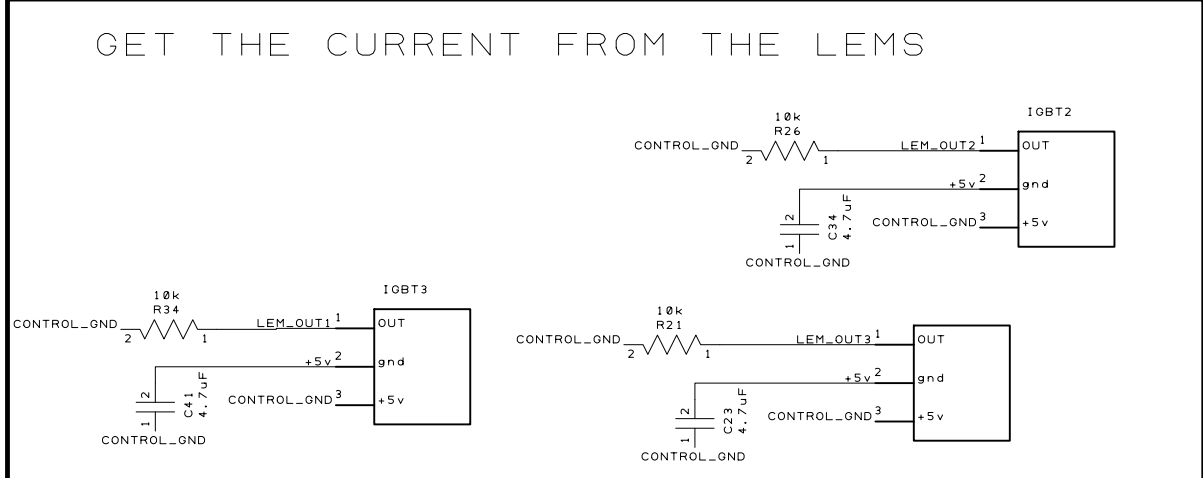 GET THE CURRENT FROM THE LEMS
IGBT2
10k
R26
CONTROL_GND
2
1
LEM_OUT2
1
OUT
+5v
2
gnd
2
1
C34
4.7uF
CONTROL_GND
3
+5v
CONTROL_GND
IGBT3
10k
R34
CONTROL_GND
2
1
LEM_OUT1
1
OUT
+5v
2
gnd
2
1
C41
4.7uF
CONTROL_GND
3
+5v
CONTROL_GND
10k
R21
CONTROL_GND
2
1
LEM_OUT3
1
OUT
+5v
2
gnd
2
1
C23
4.7uF
CONTROL_GND
3
+5v
CONTROL_GND